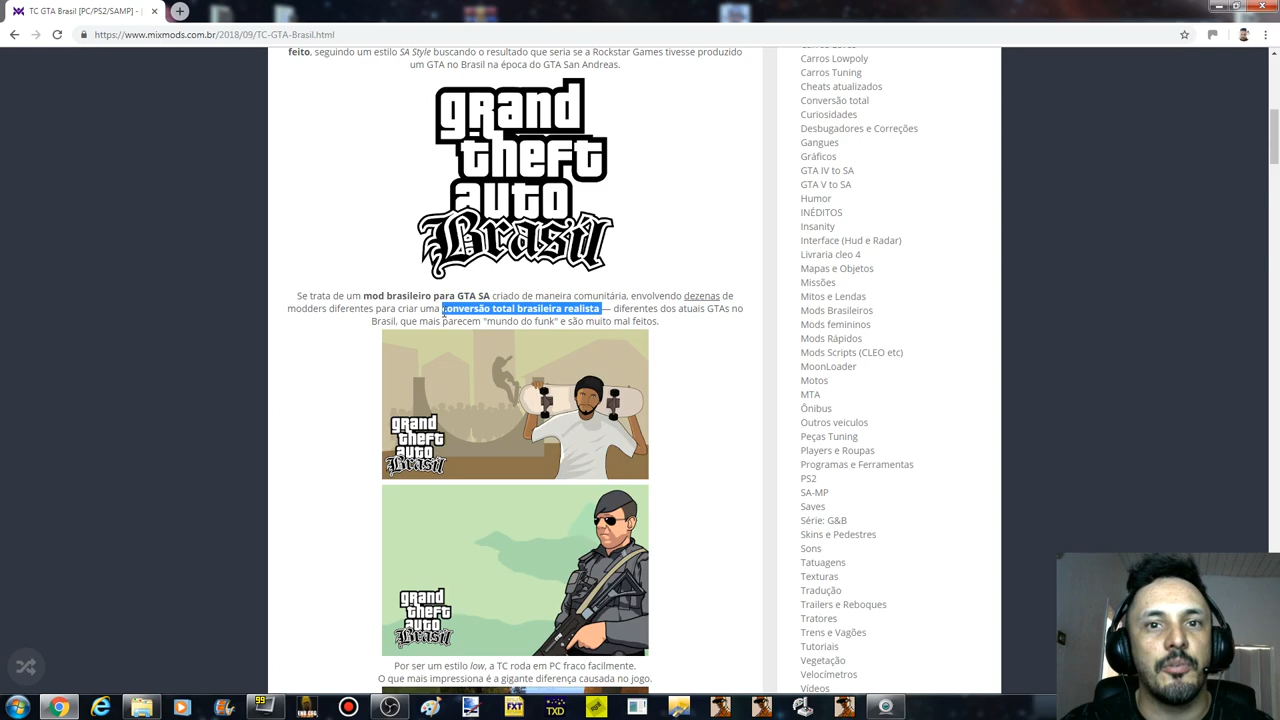 TC GTA Brasil [PC/PS2/SAMP] -
https://www.mixmods.com.br/2018/09/TC-GTA-Brasil.html
feito, seguindo um estilo SA Style buscando o resultado que seria se a Rockstar Games tivesse produzido
um GTA no Brasil na época do GTA San Andreas.
grand
theft
auto
Brasil
Se trata de um mod brasileiro para GTA SA criado de maneira comunitária, envolvendo dezenas de
modders diferentes para criar uma conversão total brasileira realista — diferentes dos atuais GTAs no
Brasil, que mais parecem "mundo do funk" e são muito mal feitos.
grand
theft
auto
Brasil
grand
theft
auto
Brasil
Por ser um estilo low, a TC roda em PC fraco facilmente.
O que mais impressiona é a gigante diferença causada no jogo.
Carros Lowpoly
Carros Tuning
Cheats atualizados
Conversão total
Curiosidades
Desbugadores e Correções
Gangues
Gráficos
GTA IV to SA
GTA V to SA
Humor
INÉDITOS
Insanity
Interface (Hud e Radar)
Livraria cleo 4
Mapas e Objetos
Missões
Mitos e Lendas
Mods Brasileiros
Mods femininos
Mods Rápidos
Mods Scripts (CLEO etc)
MoonLoader
Motos
MTA
Ônibus
Outros veiculos
Peças Tuning
Players e Roupas
Programas e Ferramentas
PS2
SA-MP
Saves
Série: G&B
Skins e Pedestres
Sons
Tatuagens
Texturas
Tradução
Trailers e Reboques
Tratores
Trens e Vagões
Tutoriais
Vegetação
Velocímetros
Vídeos
99
FXT
TXD